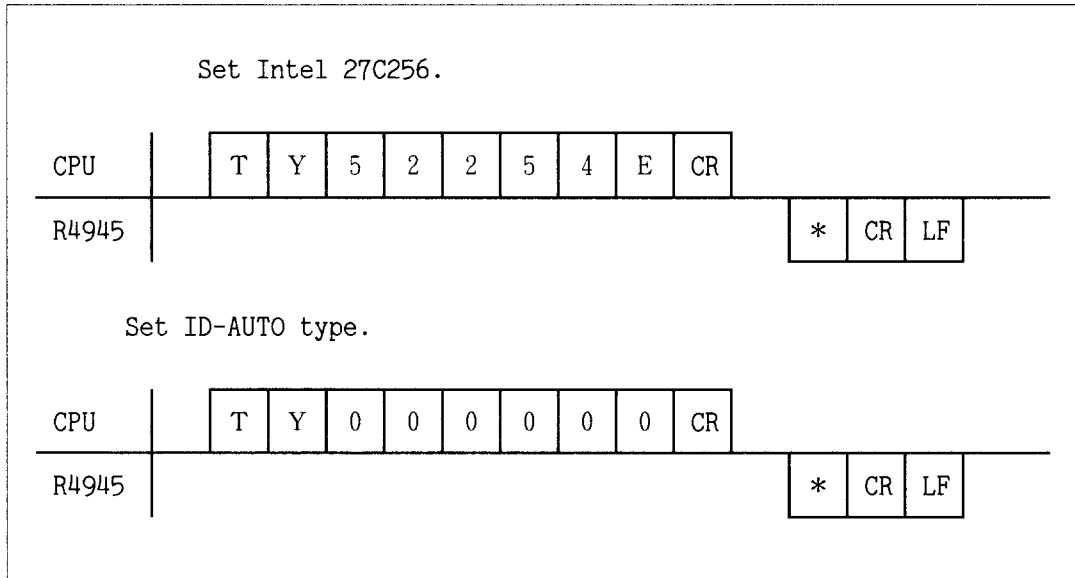 Set Intel 27C256.
CPU T Y 5 2 2 5 4 E CR
R4945 * CR LF
Set ID-AUTO type.
CPU T Y 0 0 0 0 0 0 CR
R4945 * CR LF